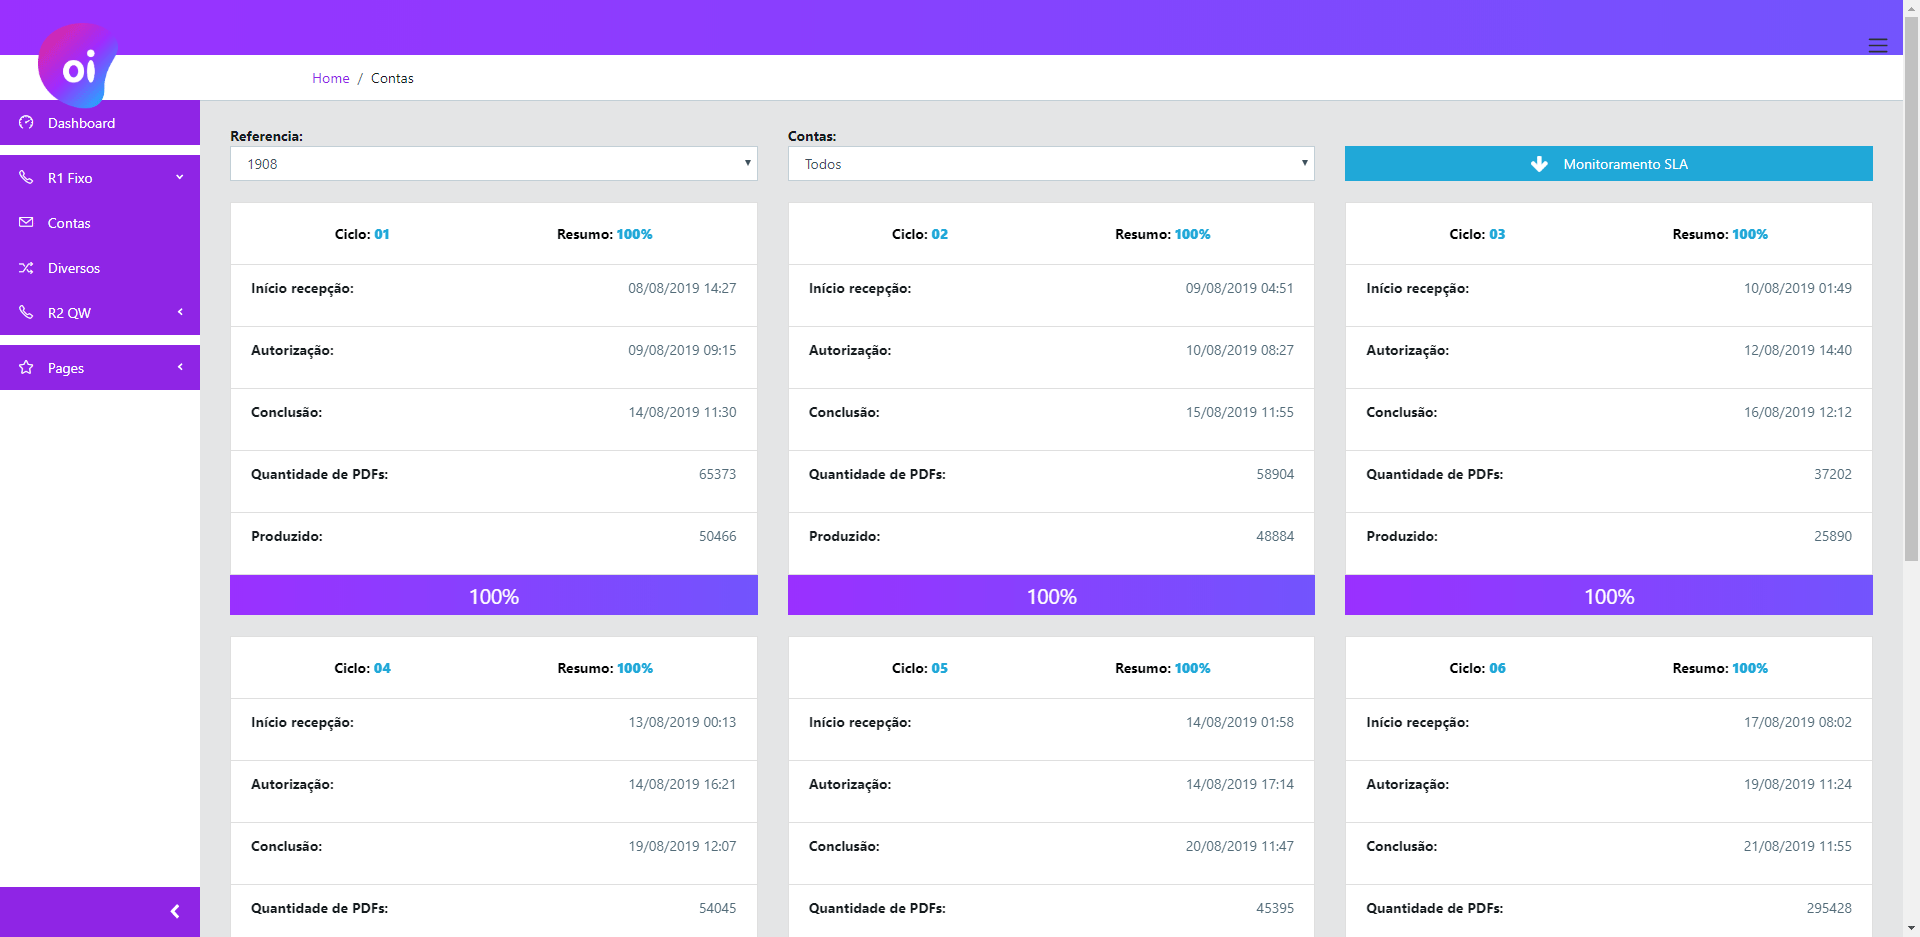 oi
Home / Contas
Dashboard
R1 Fixo
Contas
Diversos
R2 QW
Pages
Referencia:
1908
Contas:
Todos
Monitoramento SLA
Ciclo: 01 Resumo: 100%
Início recepção: 08/08/2019 14:27
Autorização: 09/08/2019 09:15
Conclusão: 14/08/2019 11:30
Quantidade de PDFs: 65373
Produzido: 50466
100%
Ciclo: 02 Resumo: 100%
Início recepção: 09/08/2019 04:51
Autorização: 10/08/2019 08:27
Conclusão: 15/08/2019 11:55
Quantidade de PDFs: 58904
Produzido: 48884
100%
Ciclo: 03 Resumo: 100%
Início recepção: 10/08/2019 01:49
Autorização: 12/08/2019 14:40
Conclusão: 16/08/2019 12:12
Quantidade de PDFs: 37202
Produzido: 25890
100%
Ciclo: 04 Resumo: 100%
Início recepção: 13/08/2019 00:13
Autorização: 14/08/2019 16:21
Conclusão: 19/08/2019 12:07
Quantidade de PDFs: 54045
Ciclo: 05 Resumo: 100%
Início recepção: 14/08/2019 01:58
Autorização: 14/08/2019 17:14
Conclusão: 20/08/2019 11:47
Quantidade de PDFs: 45395
Ciclo: 06 Resumo: 100%
Início recepção: 17/08/2019 08:02
Autorização: 19/08/2019 11:24
Conclusão: 21/08/2019 11:55
Quantidade de PDFs: 295428